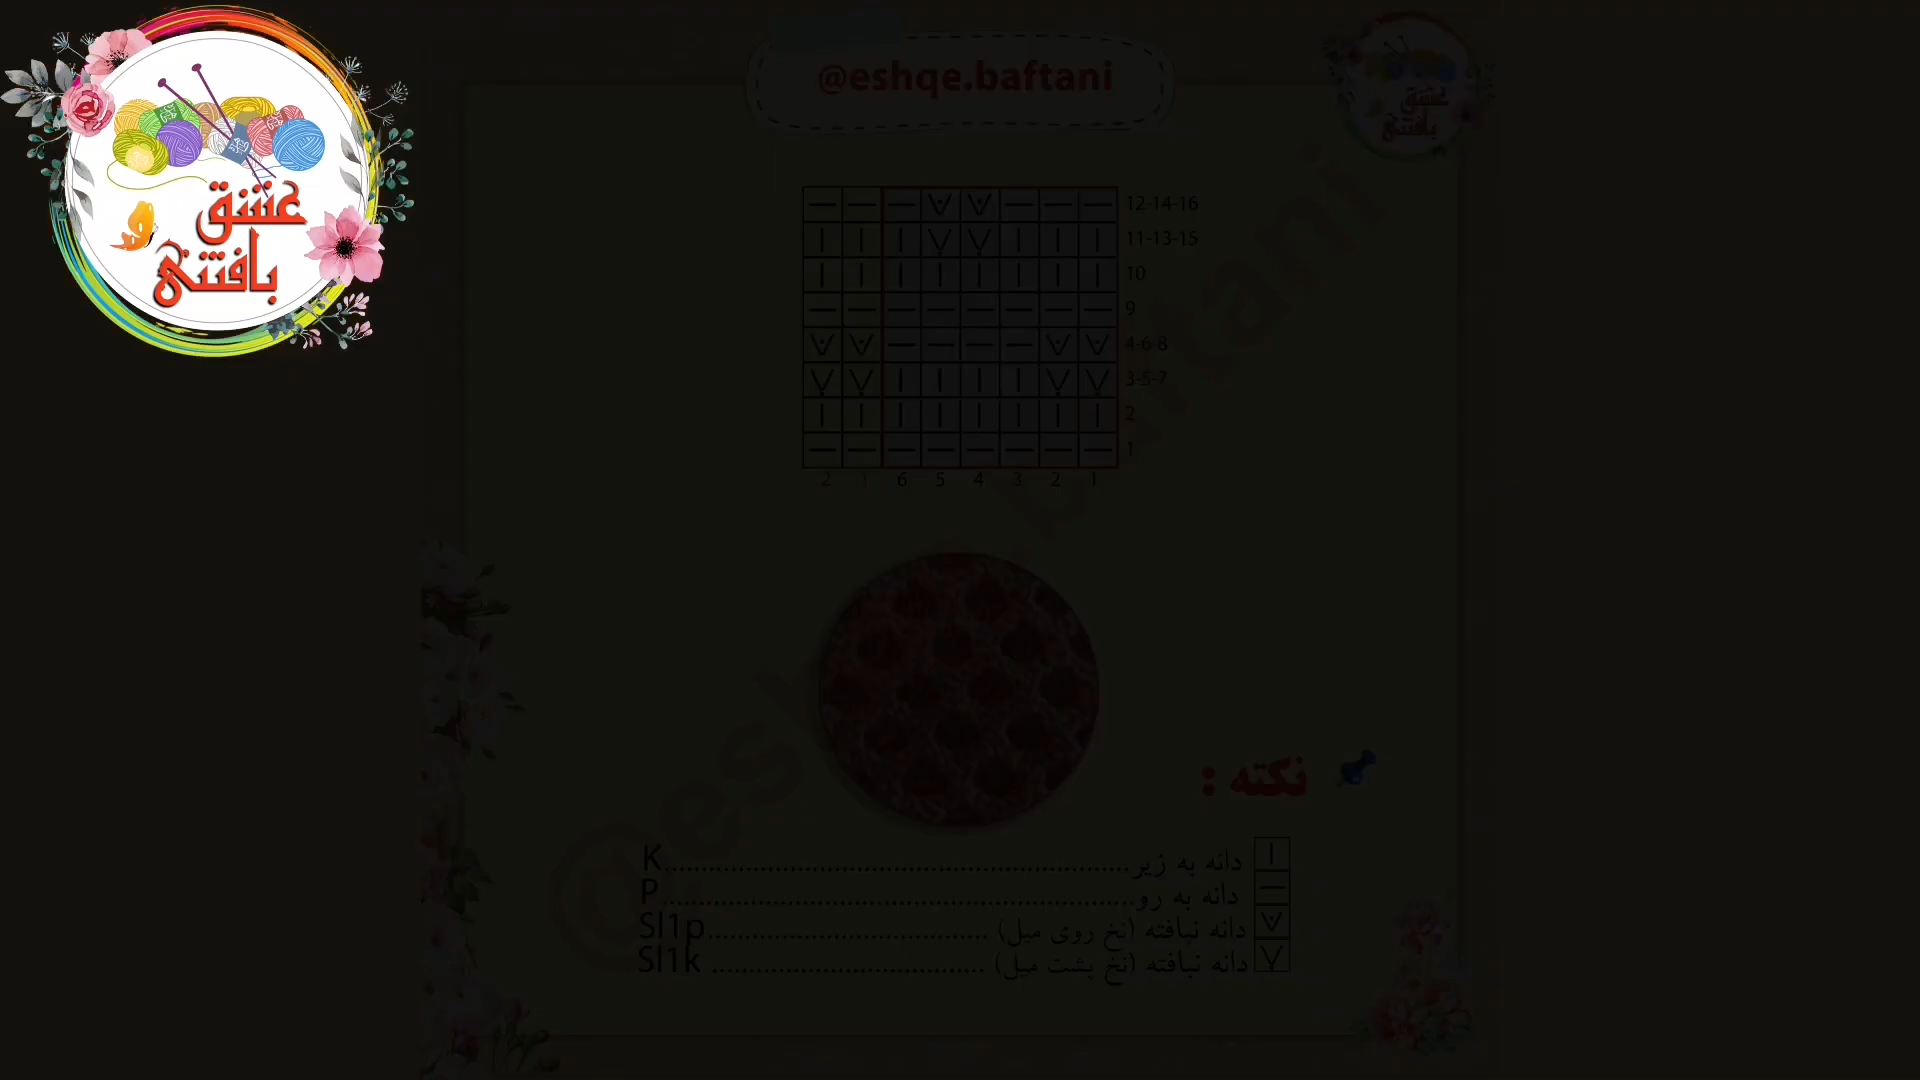 عشق
بافتنی
@eshqe.baftani
عشق
بافتنی
12-14-16
11-13-15
10
9
4-6-8
3-5-7
2
1
2 1 6 5 4 3 2 1
نکته :
دانه به زیر............................................................K
دانه به رو............................................................P
دانه نبافته (نخ روی میل) ....................................Sl1p
دانه نبافته (نخ پشت میل) .................................... Sl1k